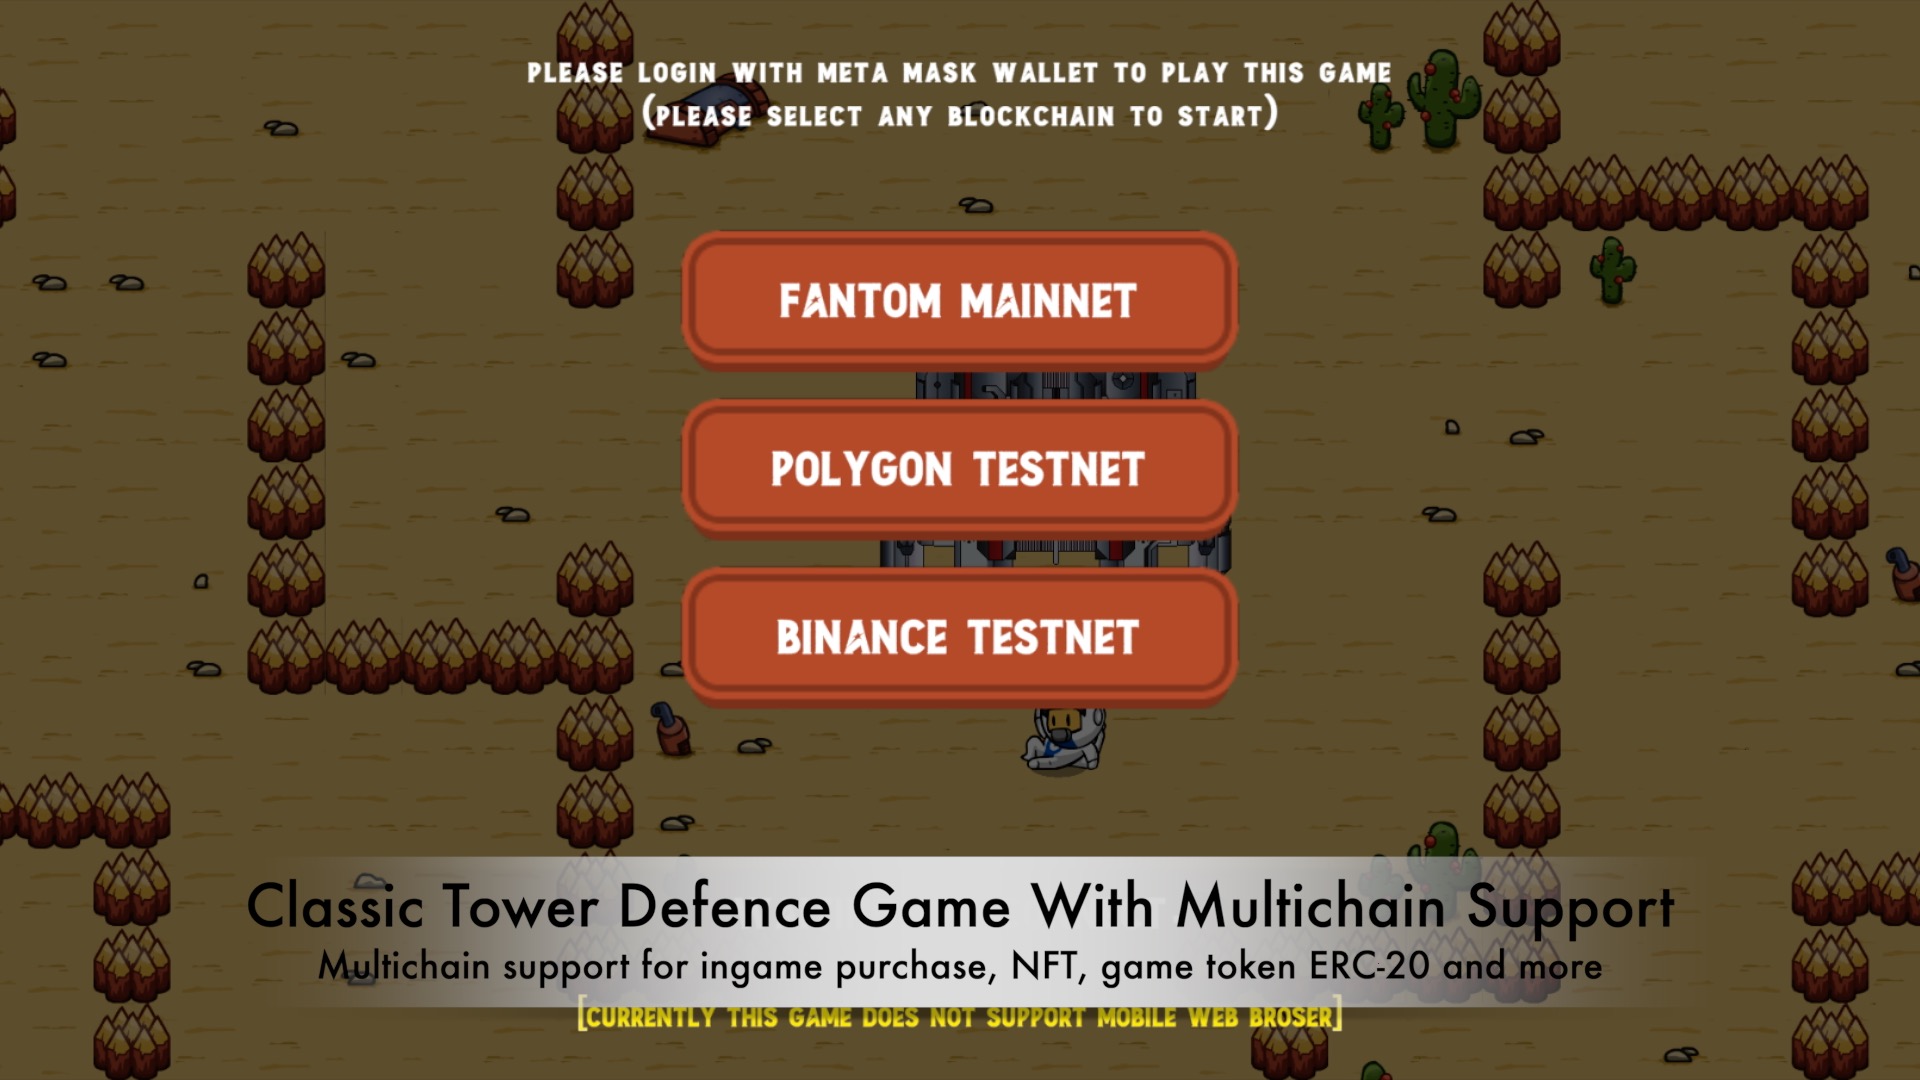 PLEASE LOGIN WITH META MASK WALLET TO PLAY THIS GAME
(PLEASE SELECT ANY BLOCKCHAIN TO START)
FANTOM MAINNET
POLYGON TESTNET
BINANCE TESTNET
Classic Tower Defence Game With Multichain Support
Multichain support for ingame purchase, NFT, game token ERC-20 and more
[CURRENTLY THIS GAME DOES NOT SUPPORT MOBILE WEB BROSER]